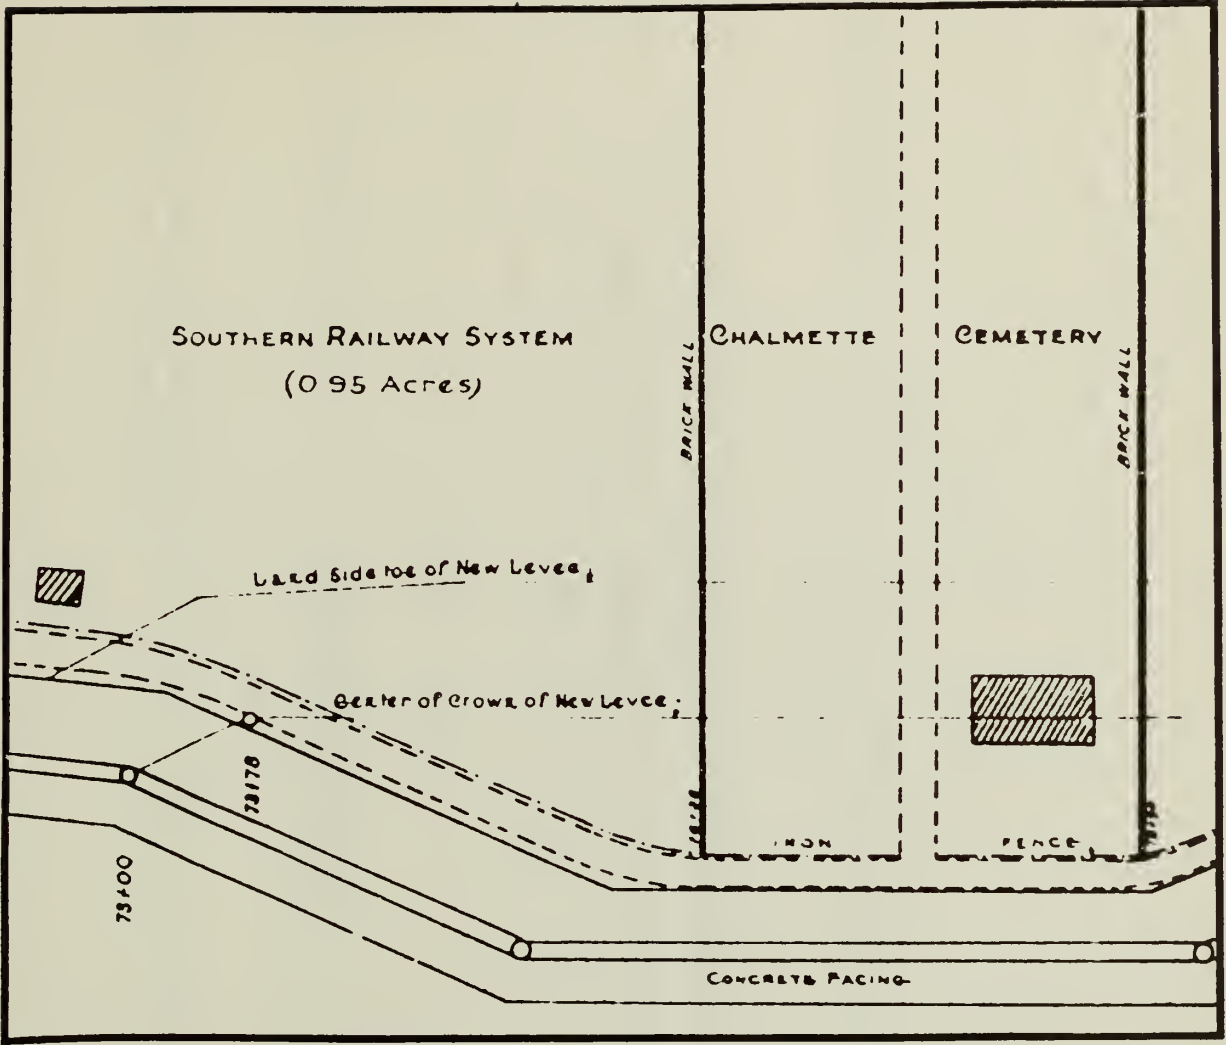 SOUTHERN RAILWAY SYSTEM
(0 95 Acres)
CHALMETTE CEMETERY
BRICK WALL
BRICK WALL
Land Side toe of New Levee
Center of Crown of New Levee
73+78
73+00
IRON FENCE
CONCRETE FACING